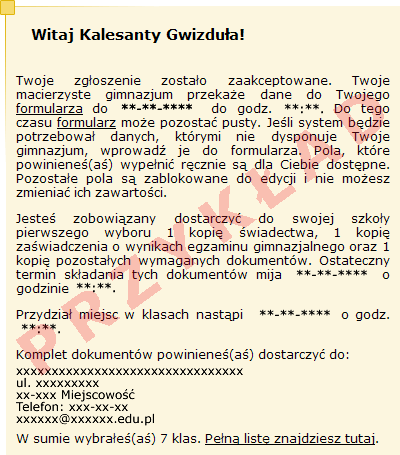 Witaj Kalesanty Gwizduła!
Twoje zgłoszenie zostało zaakceptowane. Twoje
macierzyste gimnazjum przekaże dane do Twojego
formularza do **-**-**** do godz. **:**. Do tego
czasu formularz może pozostać pusty. Jeśli system będzie
potrzebował danych, którymi nie dysponuje Twoje
gimnazjum, wprowadź je do formularza. Pola, które
powinieneś(aś) wypełnić ręcznie są dla Ciebie dostępne.
Pozostałe pola są zablokowane do edycji i nie możesz
zmieniać ich zawartości.
Jesteś zobowiązany dostarczyć do swojej szkoły
pierwszego wyboru 1 kopię świadectwa, 1 kopię
zaświadczenia o wynikach egzaminu gimnazjalnego oraz 1
kopię pozostałych wymaganych dokumentów. Ostateczny
termin składania tych dokumentów mija **-**-**** o
godzinie **:**.
Przydział miejsc w klasach nastąpi **-**-**** o godz.
**:**.
Komplet dokumentów powinieneś(aś) dostarczyć do:
xxxxxxxxxxxxxxxxxxxxxxxxxxxxxxxx
ul. xxxxxxxxx
xx-xxx Miejscowość
Telefon: xxx-xx-xx
xxxxxx@xxxxxx.edu.pl
W sumie wybrałeś(aś) 7 klas. Pełną listę znajdziesz tutaj.
PRZYKŁAD